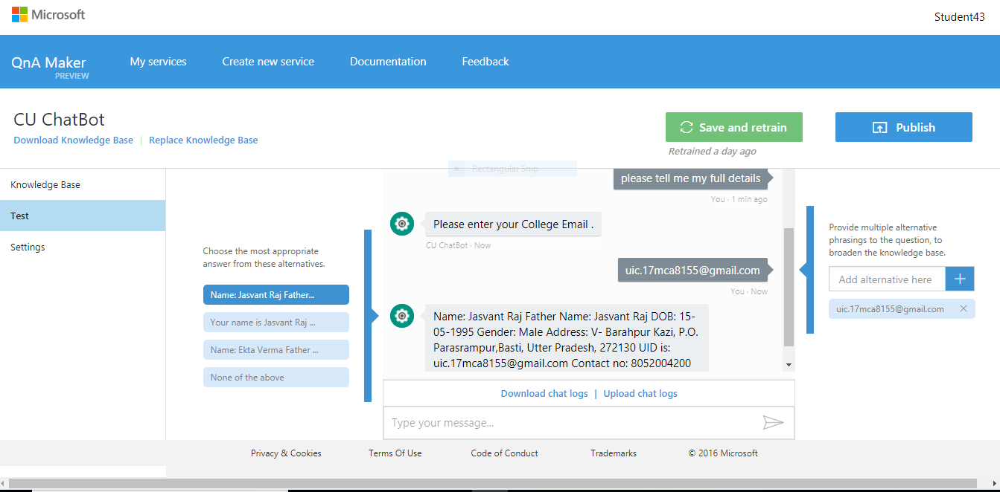 Microsoft
Student43
QnA Maker
PREVIEW
My services
Create new service
Documentation
Feedback
CU ChatBot
Download Knowledge Base | Replace Knowledge Base
Save and retrain
Retrained a day ago
Publish
Rectangular Snip
Knowledge Base
Test
Settings
Choose the most appropriate
answer from these alternatives.
Name: Jasvant Raj Father...
Your name is Jasvant Raj ...
Name: Ekta Verma Father ...
None of the above
please tell me my full details
You · 1 min ago
Please enter your College Email .
CU ChatBot · Now
uic.17mca8155@gmail.com
You · Now
Name: Jasvant Raj Father Name: Jasvant Raj DOB: 15-
05-1995 Gender: Male Address: V- Barahpur Kazi, P.O.
Parasrampur,Basti, Utter Pradesh, 272130 UID is:
uic.17mca8155@gmail.com Contact no: 8052004200
Download chat logs | Upload chat logs
Type your message...
Provide multiple alternative
phrasings to the question, to
broaden the knowledge base.
Add alternative here
+
uic.17mca8155@gmail.com ×
Privacy & Cookies
Terms Of Use
Code of Conduct
Trademarks
© 2016 Microsoft